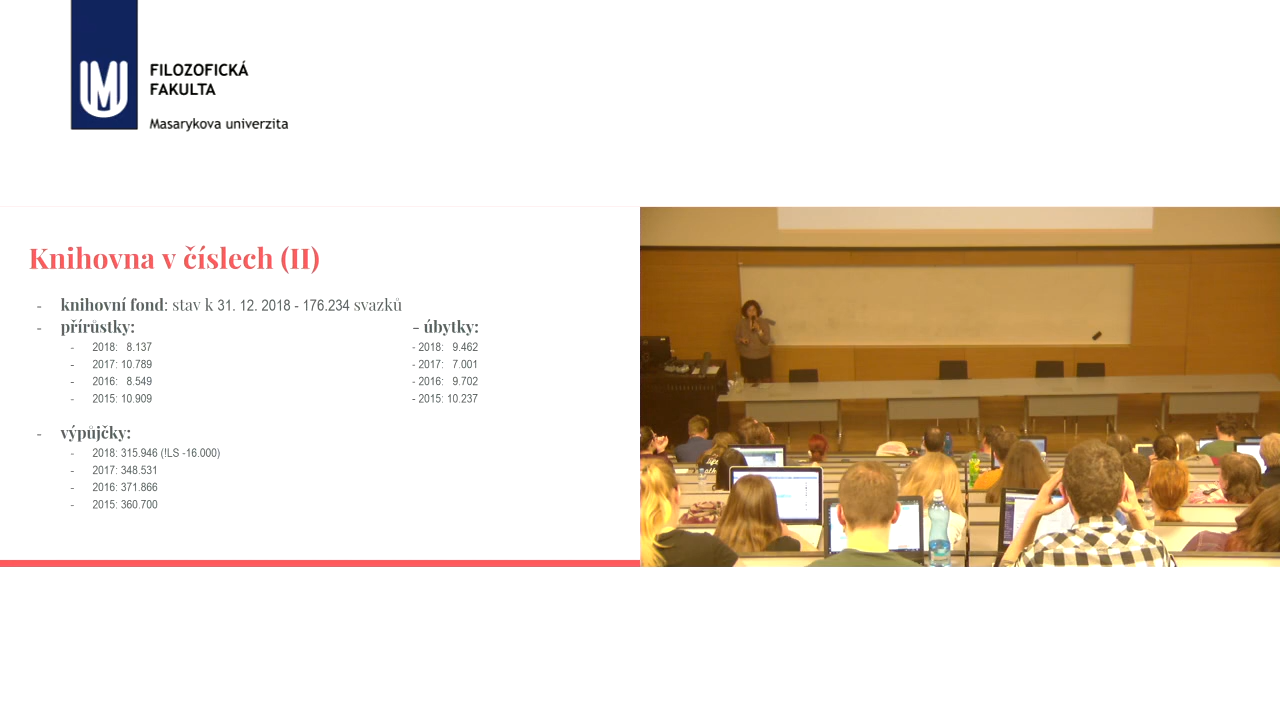 FILOZOFICKÁ
FAKULTA
Masarykova univerzita
Knihovna v číslech (II)
- knihovní fond: stav k 31. 12. 2018 - 176.234 svazků
- přírůstky:
- 2018: 8.137
- 2017: 10.789
- 2016: 8.549
- 2015: 10.909
- úbytky:
- 2018: 9.462
- 2017: 7.001
- 2016: 9.702
- 2015: 10.237
- výpůjčky:
- 2018: 315.946 (!LS -16.000)
- 2017: 348.531
- 2016: 371.866
- 2015: 360.700